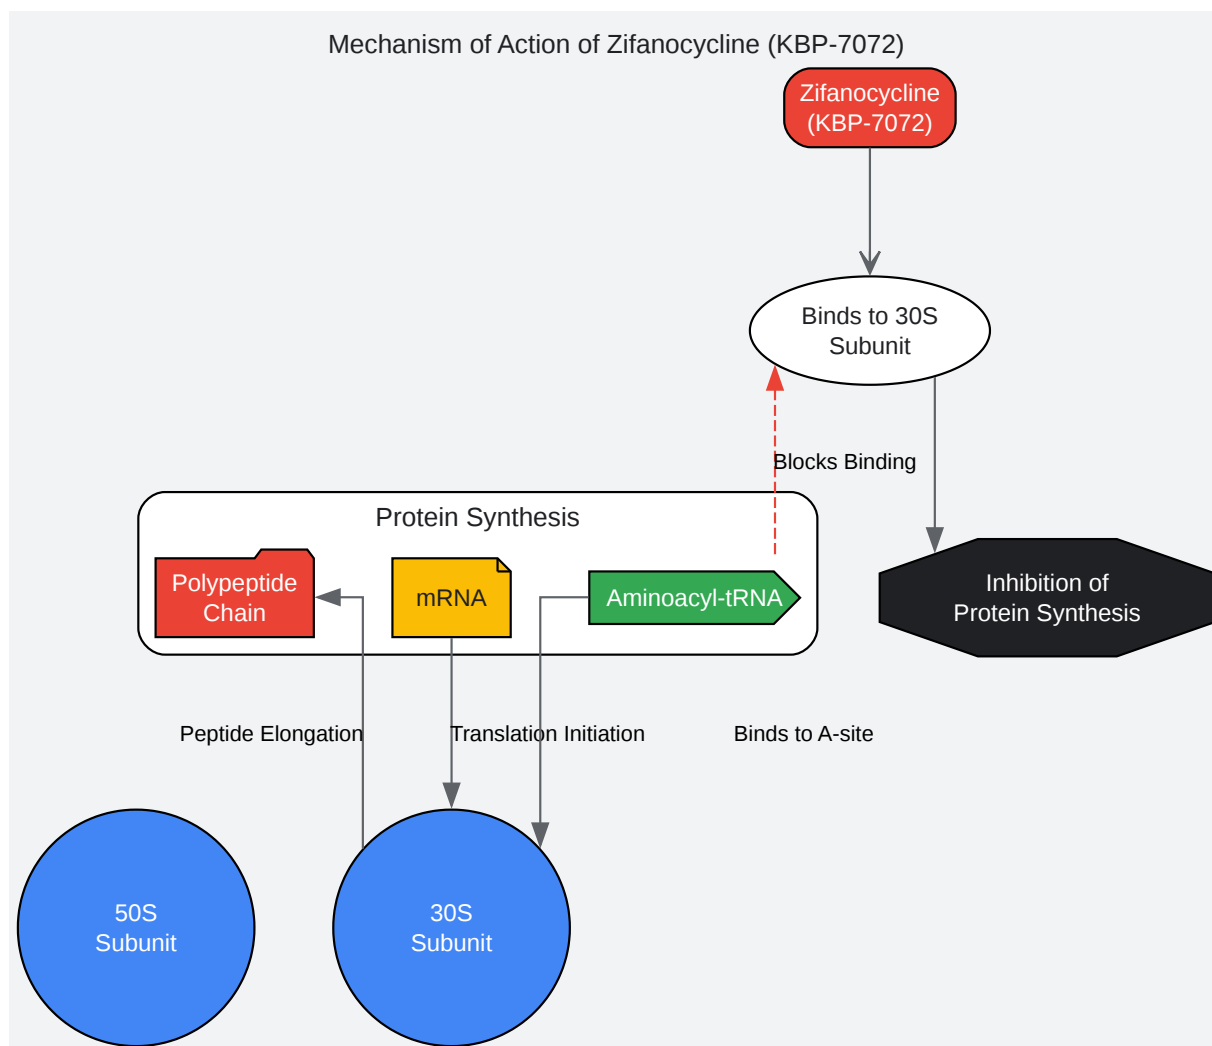 Mechanism of Action of Zifanocycline (KBP-7072)
Zifanocycline
(KBP-7072)
Binds to 30S
Subunit
Blocks Binding
Protein Synthesis
Polypeptide
Chain
mRNA
Aminoacyl-tRNA
Inhibition of
Protein Synthesis
Peptide Elongation
Translation Initiation
Binds to A-site
50S
Subunit
30S
Subunit